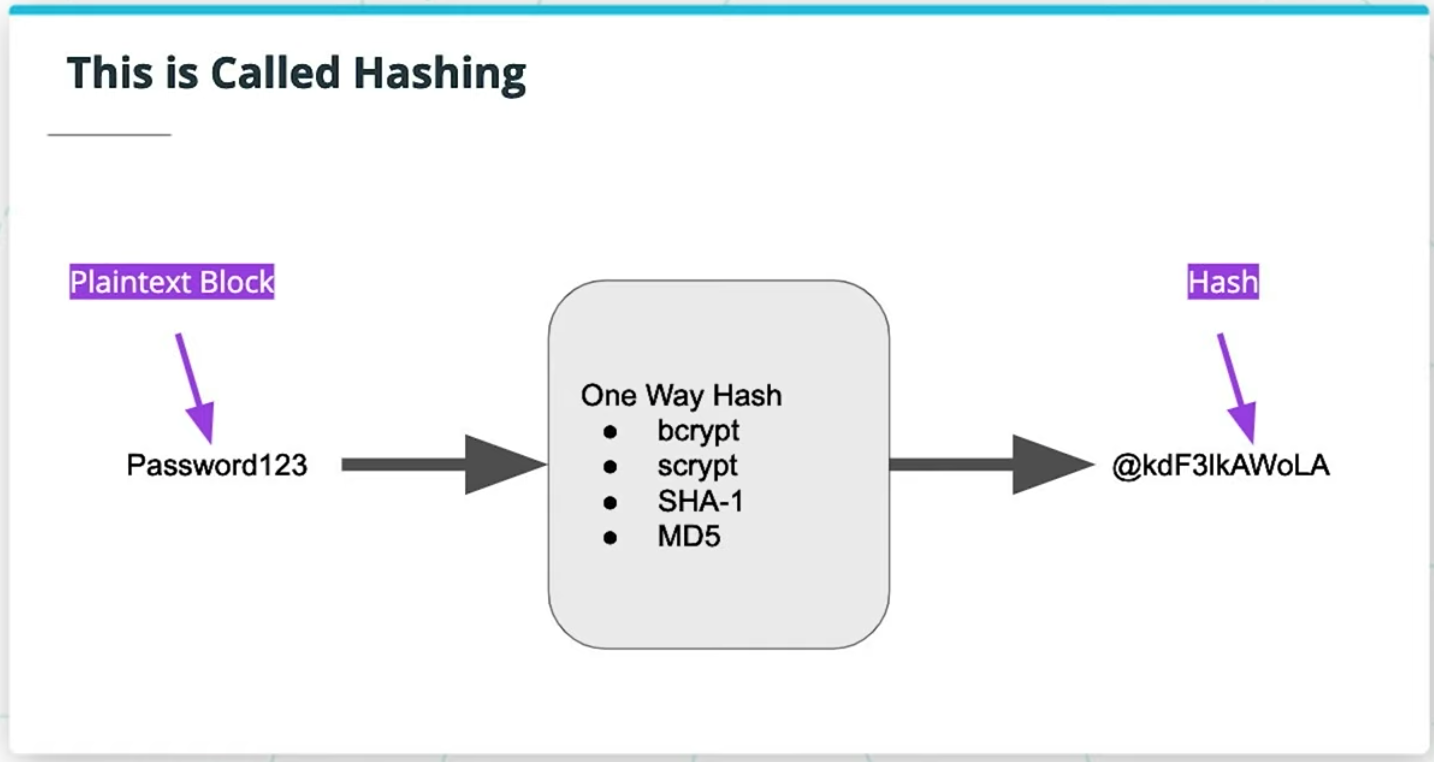 This is Called Hashing
Plaintext Block
Hash
Password123
One Way Hash
● bcrypt
● scrypt
● SHA-1
● MD5
@kdF3lkAWoLA